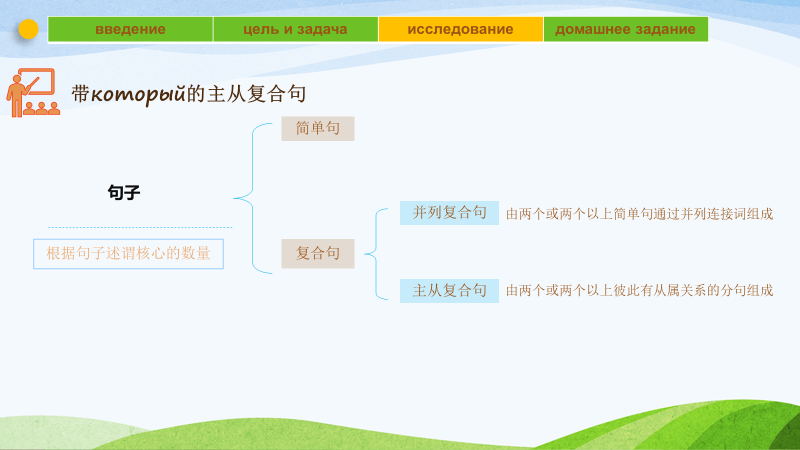 введение
цель и задача
исследование
домашнее задание
带который的主从复合句
简单句
句子
并列复合句 由两个或两个以上简单句通过并列连接词组成
根据句子述谓核心的数量
复合句
主从复合句 由两个或两个以上彼此有从属关系的分句组成